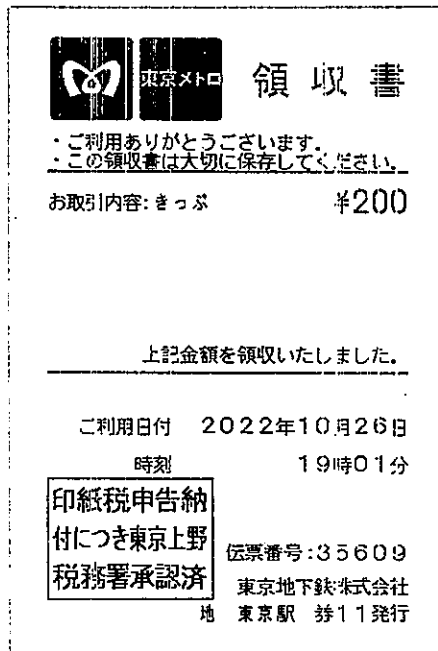 東京メトロ 領収書
・ご利用ありがとうございます。
・この領収書は大切に保存してください。
お取引内容:きっぷ ¥200
上記金額を領収いたしました。
ご利用日付 2022年10月26日
時刻 19時01分
印紙税申告納
付につき東京上野
税務署承認済
伝票番号:35609
東京地下鉄株式会社
地 東京駅 券11発行